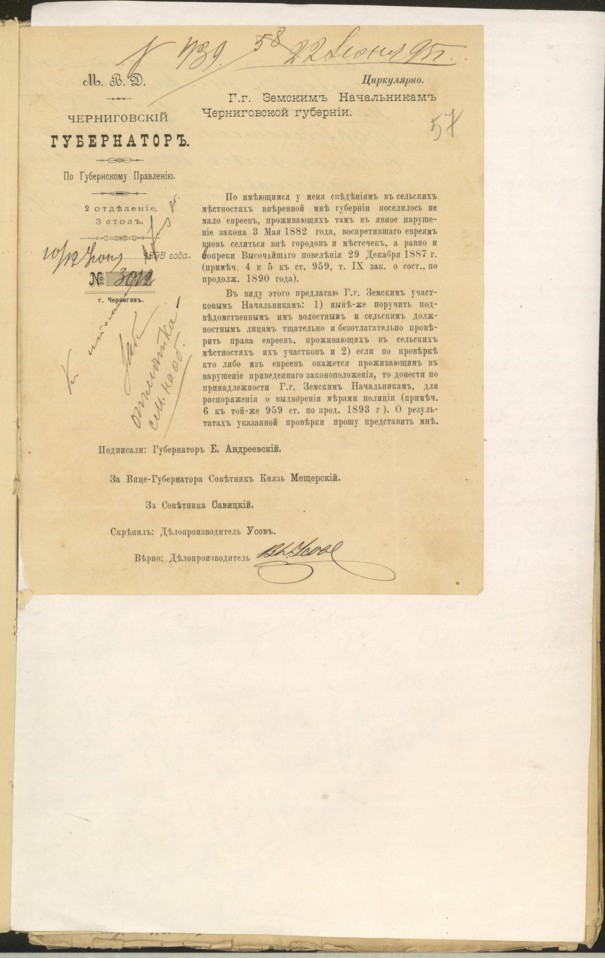 № 739. 58 22 Июня 95 г.
М. В. Д.
Циркулярно.
ЧЕРНИГОВСКІЙ
ГУБЕРНАТОРЪ.
По Губернскому Правленію.
2 отдѣленіе,
3 столъ.
1895 года.
№ 3012
г. Черниговъ.
Г.г. Земскимъ Начальникамъ
Черниговской губерніи.
57
По имѣющимся у меня свѣдѣніямъ въ сельскихъ
мѣстностяхъ ввѣренной мнѣ губерніи поселилось не
мало евреевъ, проживающихъ тамъ въ явное наруше-
ніе закона 3 Мая 1882 года, воспретившаго евреямъ
вновь селиться внѣ городовъ и мѣстечекъ, а равно и
вопреки Высочайшаго повелѣнія 29 Декабря 1887 г.
(примѣч. 4 и 5 къ ст. 959, т. IX зак. о сост., по
продолж. 1890 года).
Въ виду этого предлагаю Г.г. Земскимъ участ-
ковымъ Начальникамъ: 1) нынѣ-же поручить под-
вѣдомственнымъ имъ волостнымъ и сельскимъ долж-
ностнымъ лицамъ тщательно и безотлагательно провѣ-
рить права евреевъ, проживающихъ въ сельскихъ
мѣстностяхъ ихъ участковъ и 2) если по провѣркѣ
кто либо изъ евреевъ окажется проживающимъ въ
нарушеніе приведеннаго законоположенія, то донести по
принадлежности Г.г. Земскимъ Начальникамъ, для
распоряженія о выдвореніи мѣрами полиціи (примѣч.
6 къ той-же 959 ст. по прод. 1893 г). О резуль-
татахъ указанной провѣрки прошу представить мнѣ.
Подписали: Губернаторъ Е. Андреевскій.
За Вице-Губернатора Совѣтникъ Князь Мещерскій.
За Совѣтника Савицкій.
Скрѣпилъ: Дѣлопроизводитель Усовъ.
Вѣрно: Дѣлопроизводитель